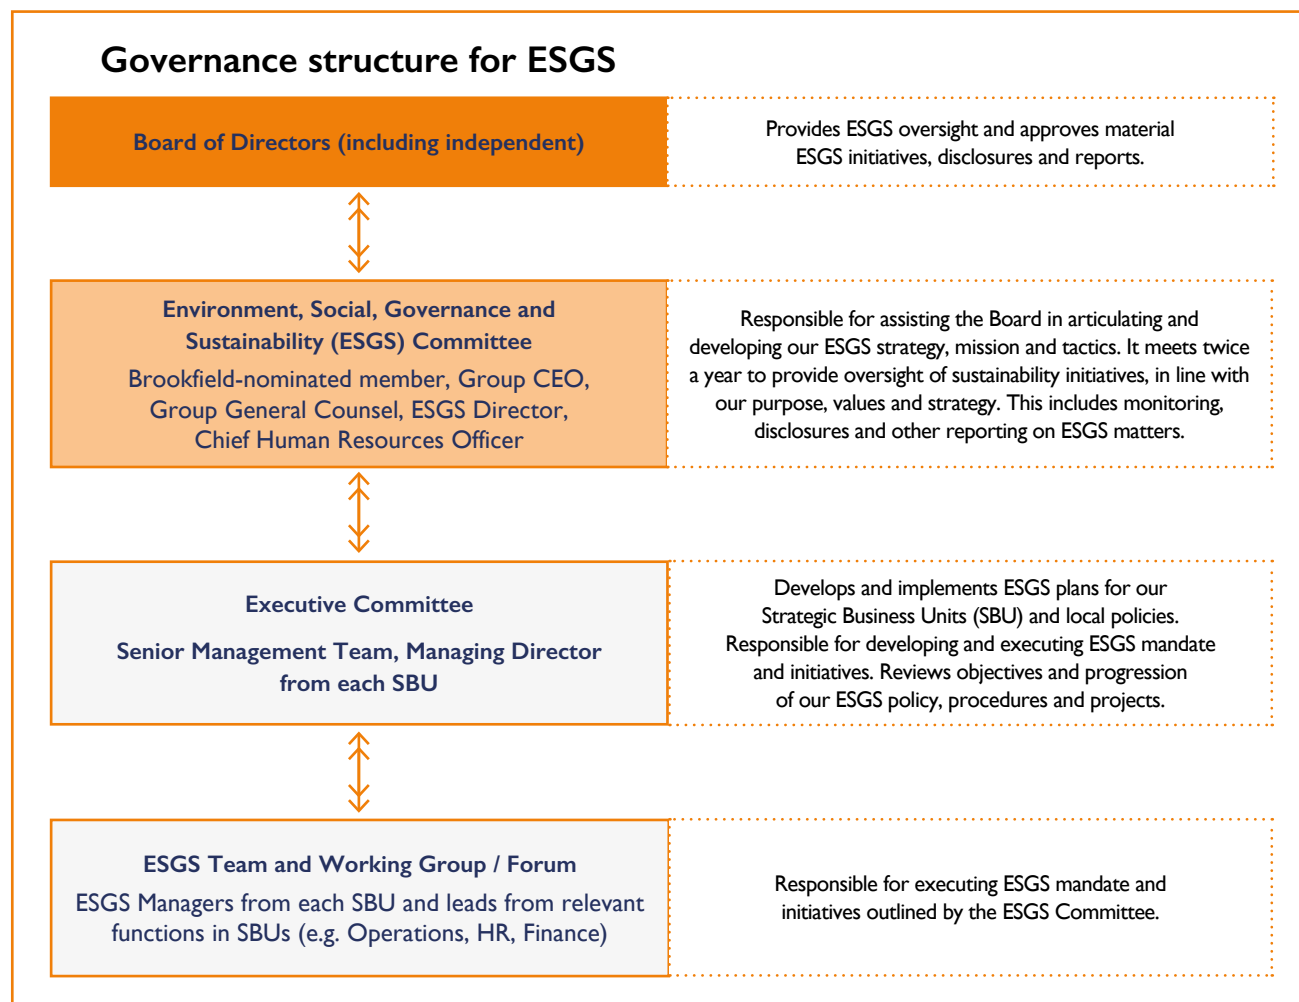 Governance structure for ESGS
Board of Directors (including independent)
Provides ESGS oversight and approves material
ESGS initiatives, disclosures and reports.
Environment, Social, Governance and
Sustainability (ESGS) Committee
Brookfield-nominated member, Group CEO,
Group General Counsel, ESGS Director,
Chief Human Resources Officer
Responsible for assisting the Board in articulating and
developing our ESGS strategy, mission and tactics. It meets twice
a year to provide oversight of sustainability initiatives, in line with
our purpose, values and strategy. This includes monitoring,
disclosures and other reporting on ESGS matters.
Executive Committee
Senior Management Team, Managing Director
from each SBU
Develops and implements ESGS plans for our
Strategic Business Units (SBU) and local policies.
Responsible for developing and executing ESGS mandate
and initiatives. Reviews objectives and progression
of our ESGS policy, procedures and projects.
ESGS Team and Working Group / Forum
ESGS Managers from each SBU and leads from relevant
functions in SBUs (e.g. Operations, HR, Finance)
Responsible for executing ESGS mandate and
initiatives outlined by the ESGS Committee.